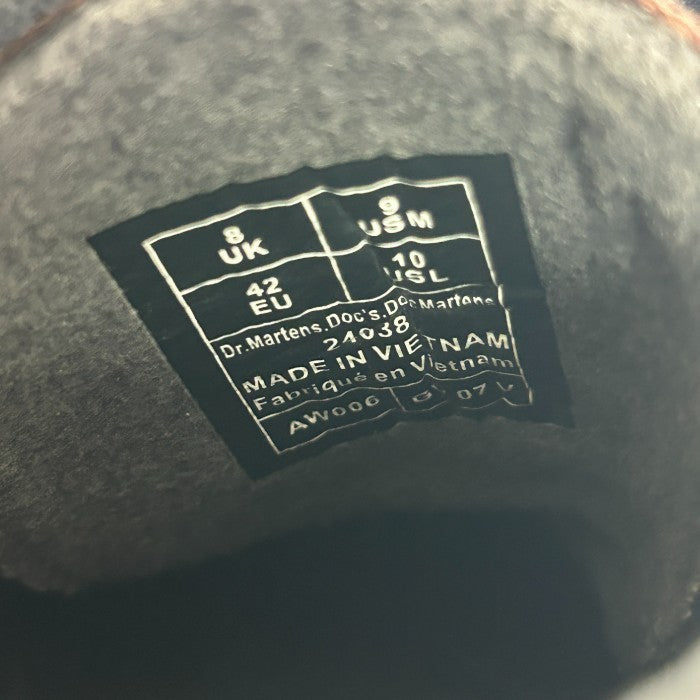 8 9
UK USM
42 10
EU USL
Dr.Martens.Doc's.Doc Martens
24038
MADE IN VIETNAM
Fabriqué en Vietnam
AW006 07 V